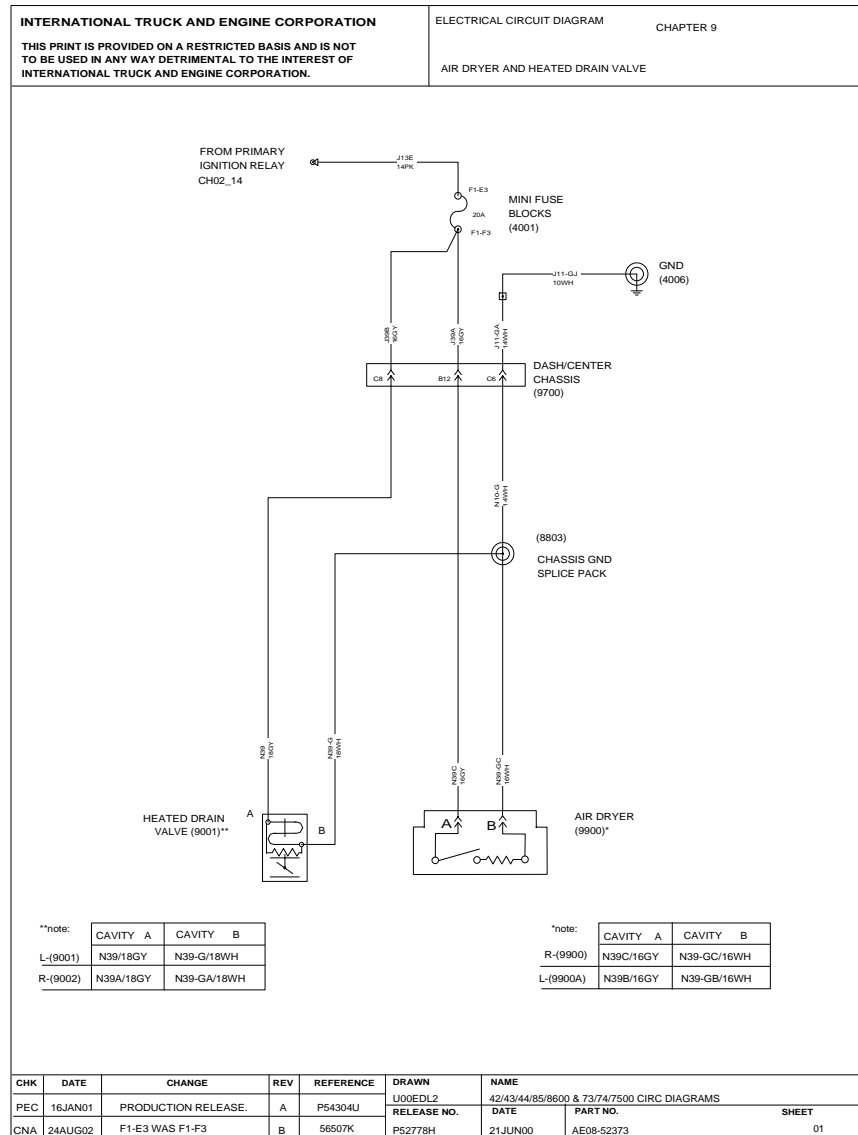 INTERNATIONAL TRUCK AND ENGINE CORPORATION
THIS PRINT IS PROVIDED ON A RESTRICTED BASIS AND IS NOT
TO BE USED IN ANY WAY DETRIMENTAL TO THE INTEREST OF
INTERNATIONAL TRUCK AND ENGINE CORPORATION.
ELECTRICAL CIRCUIT DIAGRAM
CHAPTER 9
AIR DRYER AND HEATED DRAIN VALVE
FROM PRIMARY
IGNITION RELAY
CH02_14
J13E
14PK
F1-E3
20A
F1-F3
MINI FUSE
BLOCKS
(4001)
J11-GJ
10WH
GND
(4006)
J39B
16GY
J39A
16GY
J11-GA
14WH
C8
B12
C6
DASH/CENTER
CHASSIS
(9700)
N10-G
14WH
(8803)
CHASSIS GND
SPLICE PACK
N39
18GY
N39-G
18WH
N39C
16GY
N39-GC
16WH
HEATED DRAIN
VALVE (9001)**
A
B
A
B
AIR DRYER
(9900)*
**note:
CAVITY A CAVITY B
L-(9001) N39/18GY N39-G/18WH
R-(9002) N39A/18GY N39-GA/18WH
*note:
CAVITY A CAVITY B
R-(9900) N39C/16GY N39-GC/16WH
L-(9900A) N39B/16GY N39-GB/16WH
CHK DATE CHANGE REV REFERENCE DRAWN NAME
U00EDL2 42/43/44/85/8600 & 73/74/7500 CIRC DIAGRAMS
PEC 16JAN01 PRODUCTION RELEASE. A P54304U RELEASE NO. DATE PART NO. SHEET
CNA 24AUG02 F1-E3 WAS F1-F3 B 56507K P52778H 21JUN00 AE08-52373 01